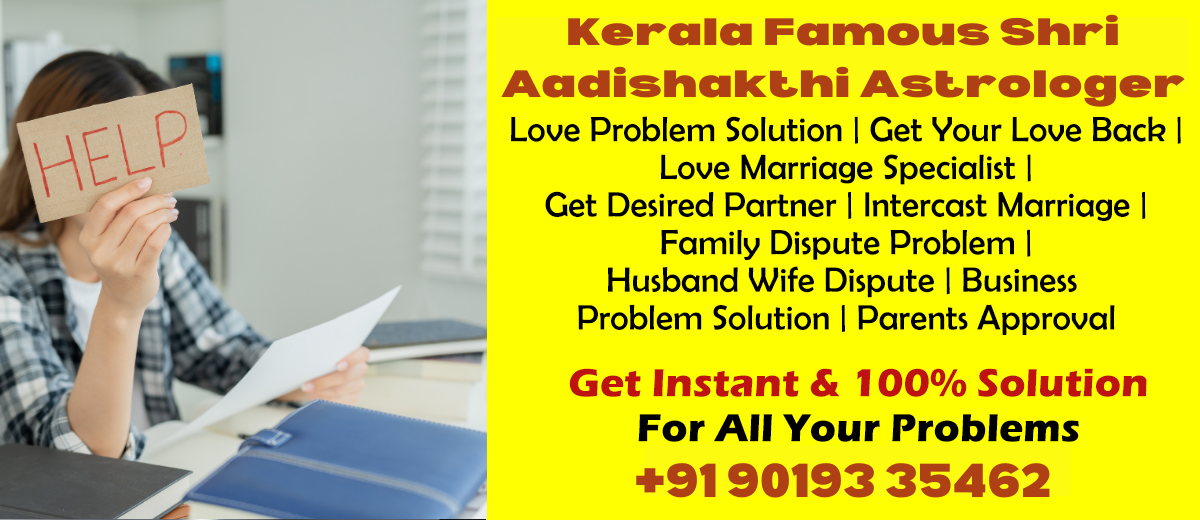 HELP
Kerala Famous Shri
Aadishakthi Astrologer
Love Problem Solution | Get Your Love Back |
Love Marriage Specialist |
Get Desired Partner | Intercast Marriage |
Family Dispute Problem |
Husband Wife Dispute | Business
Problem Solution | Parents Approval
Get Instant & 100% Solution
For All Your Problems
+91 90193 35462